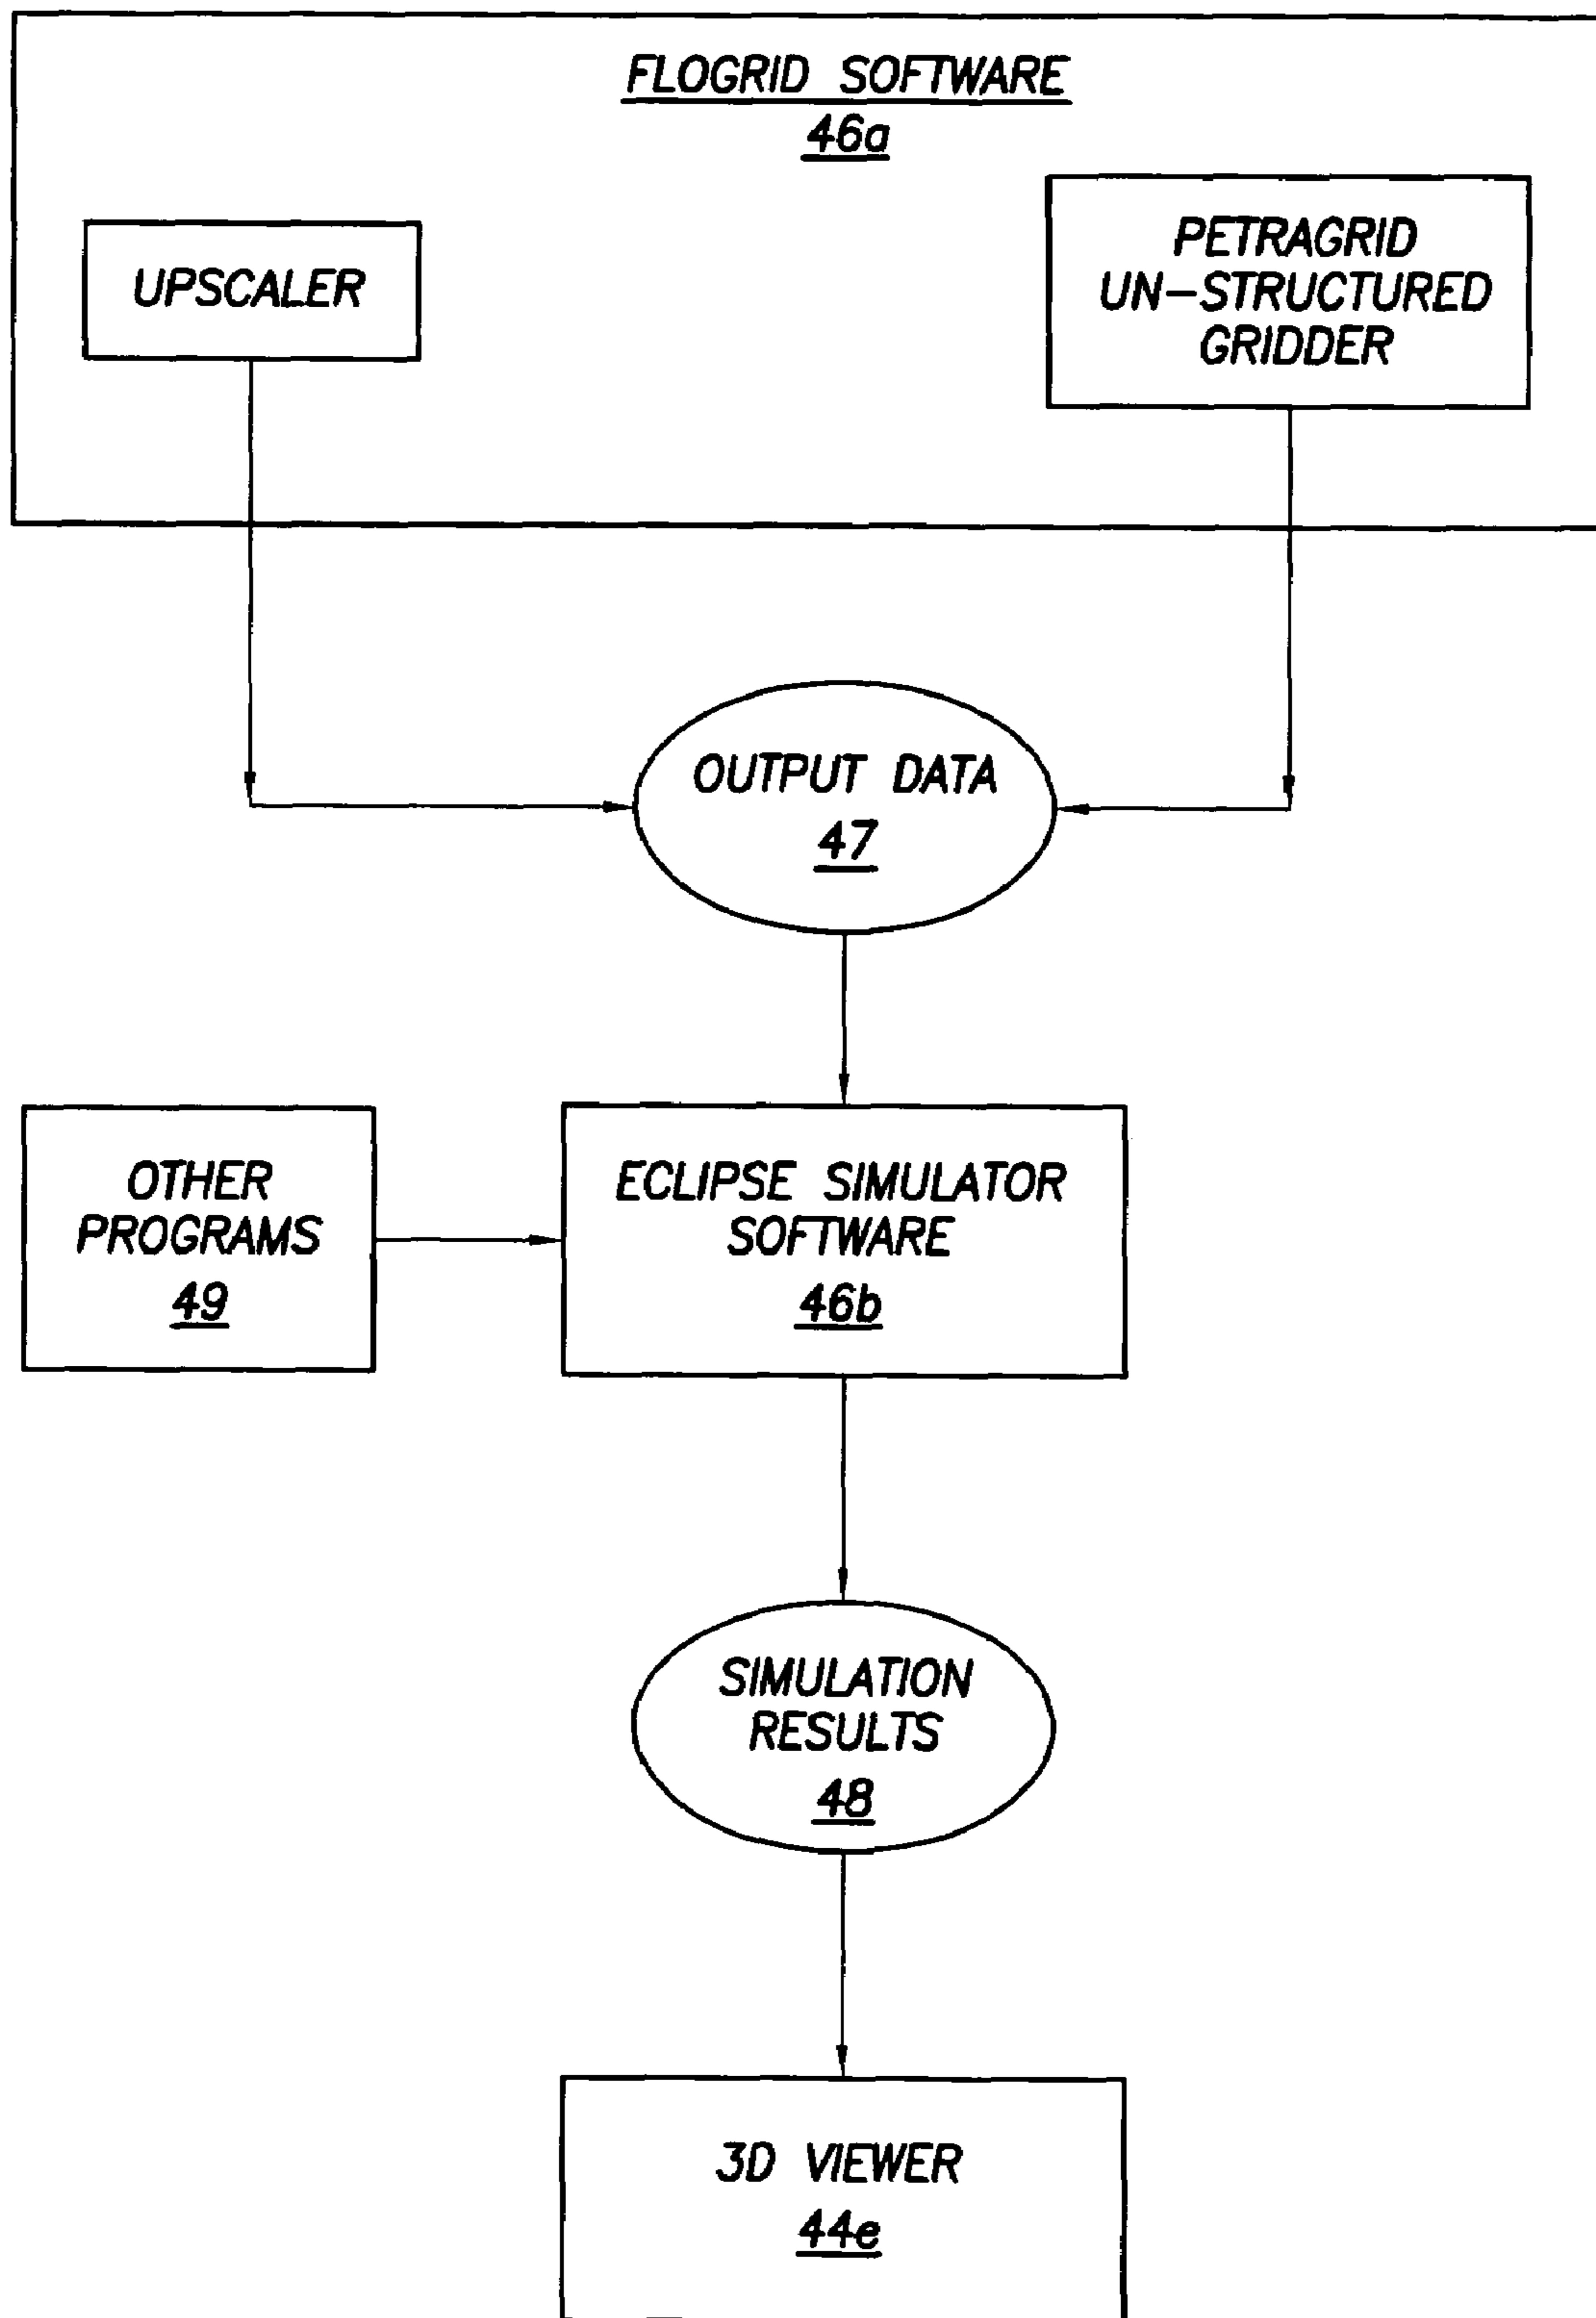 FLOGRID SOFTWARE
46a
UPSCALER
PETRAGRID
UN-STRUCTURED
GRIDDER
OUTPUT DATA
47
OTHER
PROGRAMS
49
ECLIPSE SIMULATOR
SOFTWARE
46b
SIMULATION
RESULTS
48
3D VIEWER
44e